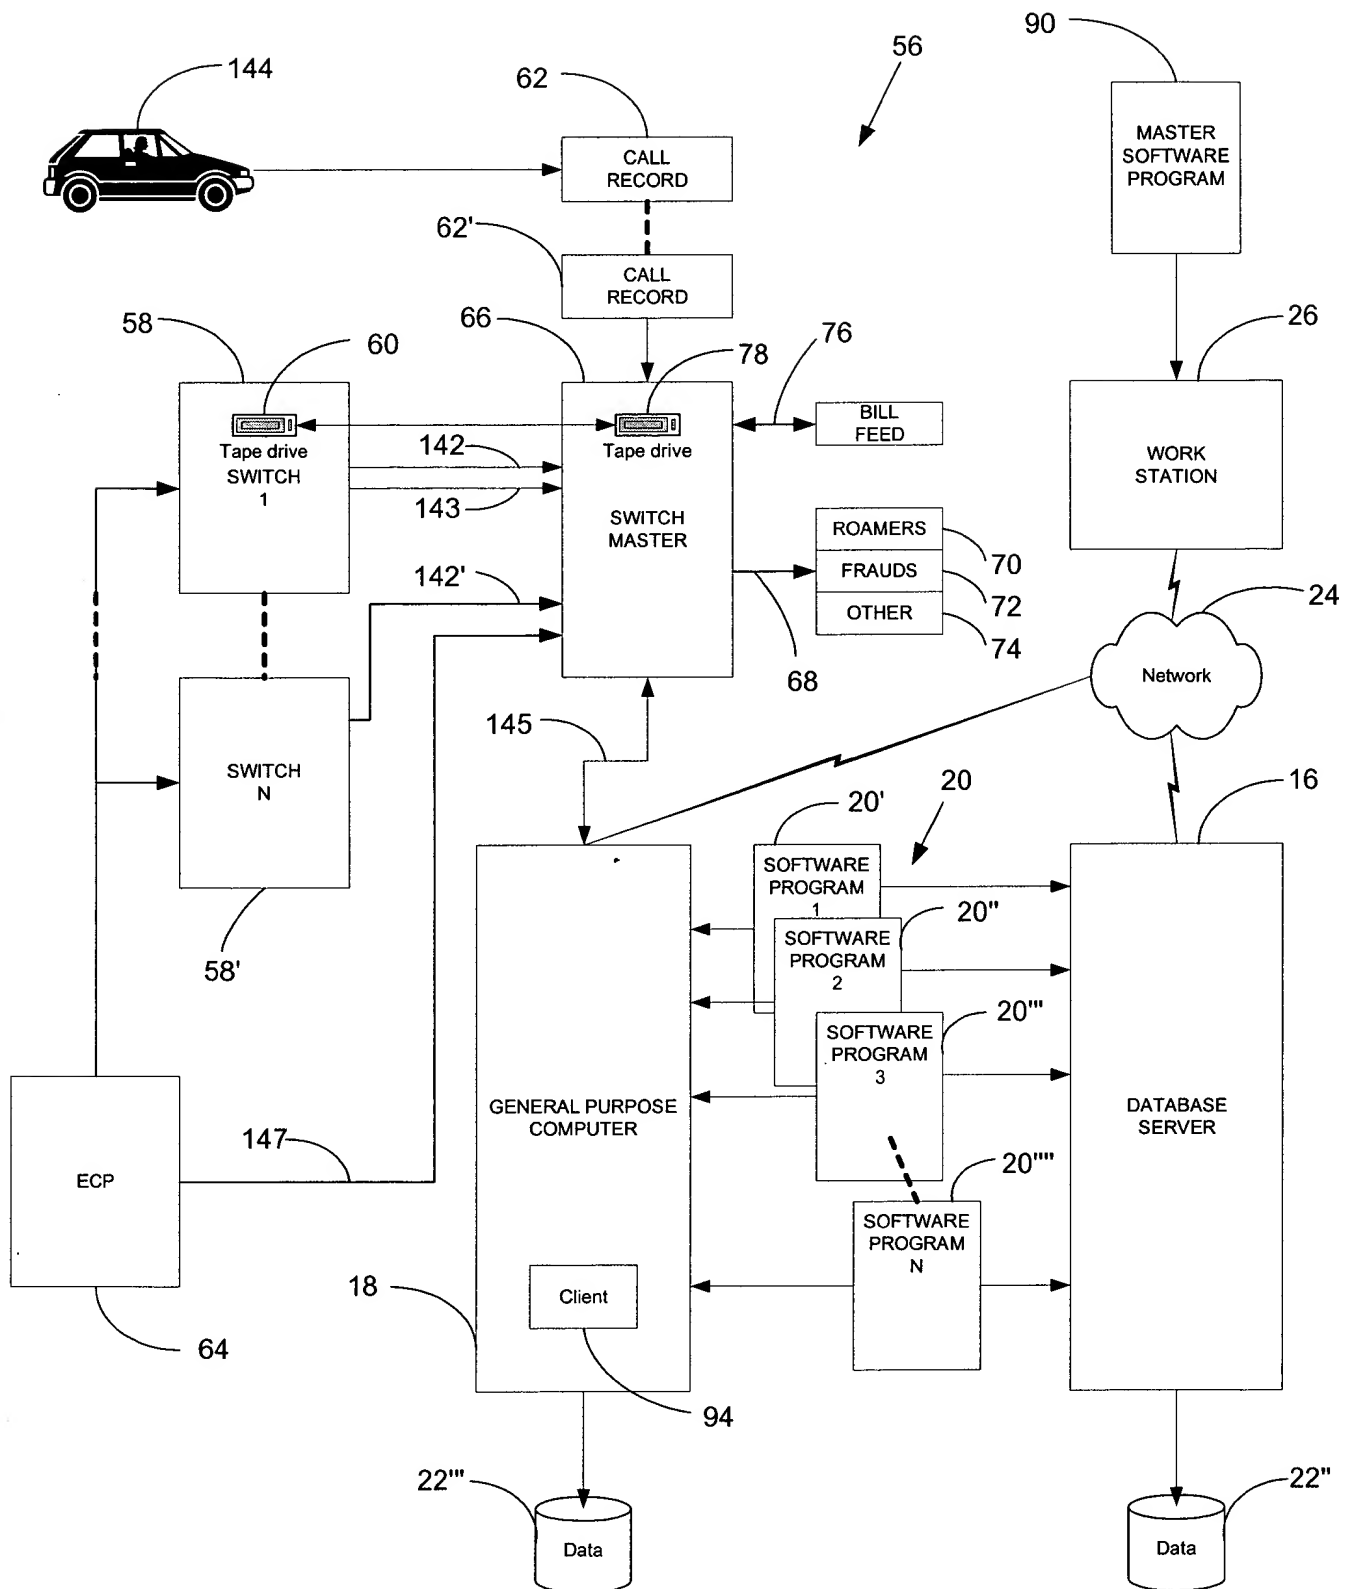 90
56
144
62
MASTER
SOFTWARE
PROGRAM
CALL
RECORD
62'
CALL
RECORD
58
60
66
78
76
26
BILL
FEED
Tape drive
SWITCH
1
Tape drive
142
143
WORK
STATION
SWITCH
MASTER
ROAMERS
70
FRAUDS
72
OTHER
74
142'
68
24
Network
145
SWITCH
N
58'
20'
20
16
SOFTWARE
PROGRAM
1
20"
SOFTWARE
PROGRAM
2
20'"
SOFTWARE
PROGRAM
3
GENERAL PURPOSE
COMPUTER
DATABASE
SERVER
147
ECP
20""
SOFTWARE
PROGRAM
N
18
Client
64
94
22'"
Data
22"
Data